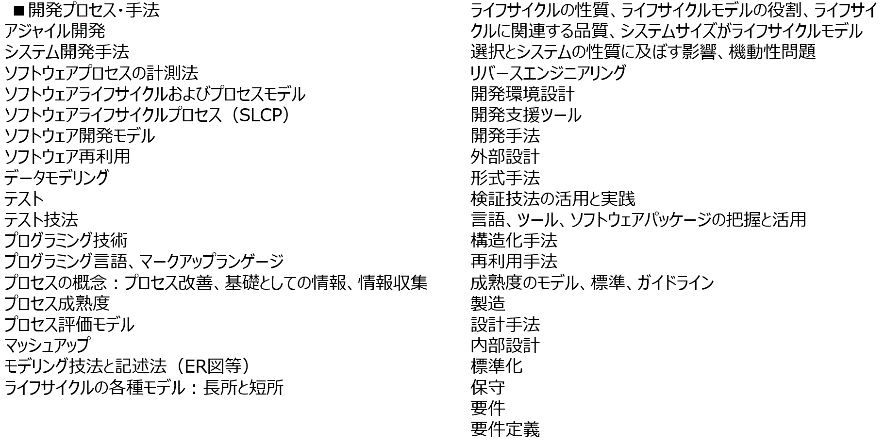 ■開発プロセス・手法
アジャイル開発
システム開発手法
ソフトウェアプロセスの計測法
ソフトウェアライフサイクルおよびプロセスモデル
ソフトウェアライフサイクルプロセス（SLCP）
ソフトウェア開発モデル
ソフトウェア再利用
データモデリング
テスト
テスト技法
プログラミング技術
プログラミング言語、マークアップランゲージ
プロセスの概念：プロセス改善、基礎としての情報、情報収集
プロセス成熟度
プロセス評価モデル
マッシュアップ
モデリング技法と記述法（ER図等）
ライフサイクルの各種モデル：長所と短所
ライフサイクルの性質、ライフサイクルモデルの役割、ライフサイ
クルに関連する品質、システムサイズがライフサイクルモデル
選択とシステムの性質に及ぼす影響、機動性問題
リバースエンジニアリング
開発環境設計
開発支援ツール
開発手法
外部設計
形式手法
検証技法の活用と実践
言語、ツール、ソフトウェアパッケージの把握と活用
構造化手法
再利用手法
成熟度のモデル、標準、ガイドライン
製造
設計手法
内部設計
標準化
保守
要件
要件定義